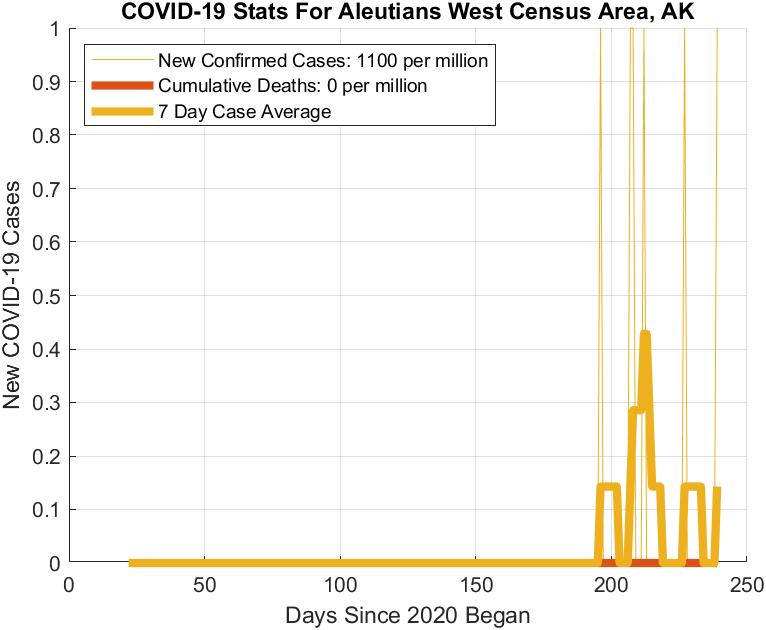 COVID-19 Stats For Aleutians West Census Area, AK
New Confirmed Cases: 1100 per million
Cumulative Deaths: 0 per million
7 Day Case Average
New COVID-19 Cases
1
0.9
0.8
0.7
0.6
0.5
0.4
0.3
0.2
0.1
0
0 50 100 150 200 250
Days Since 2020 Began